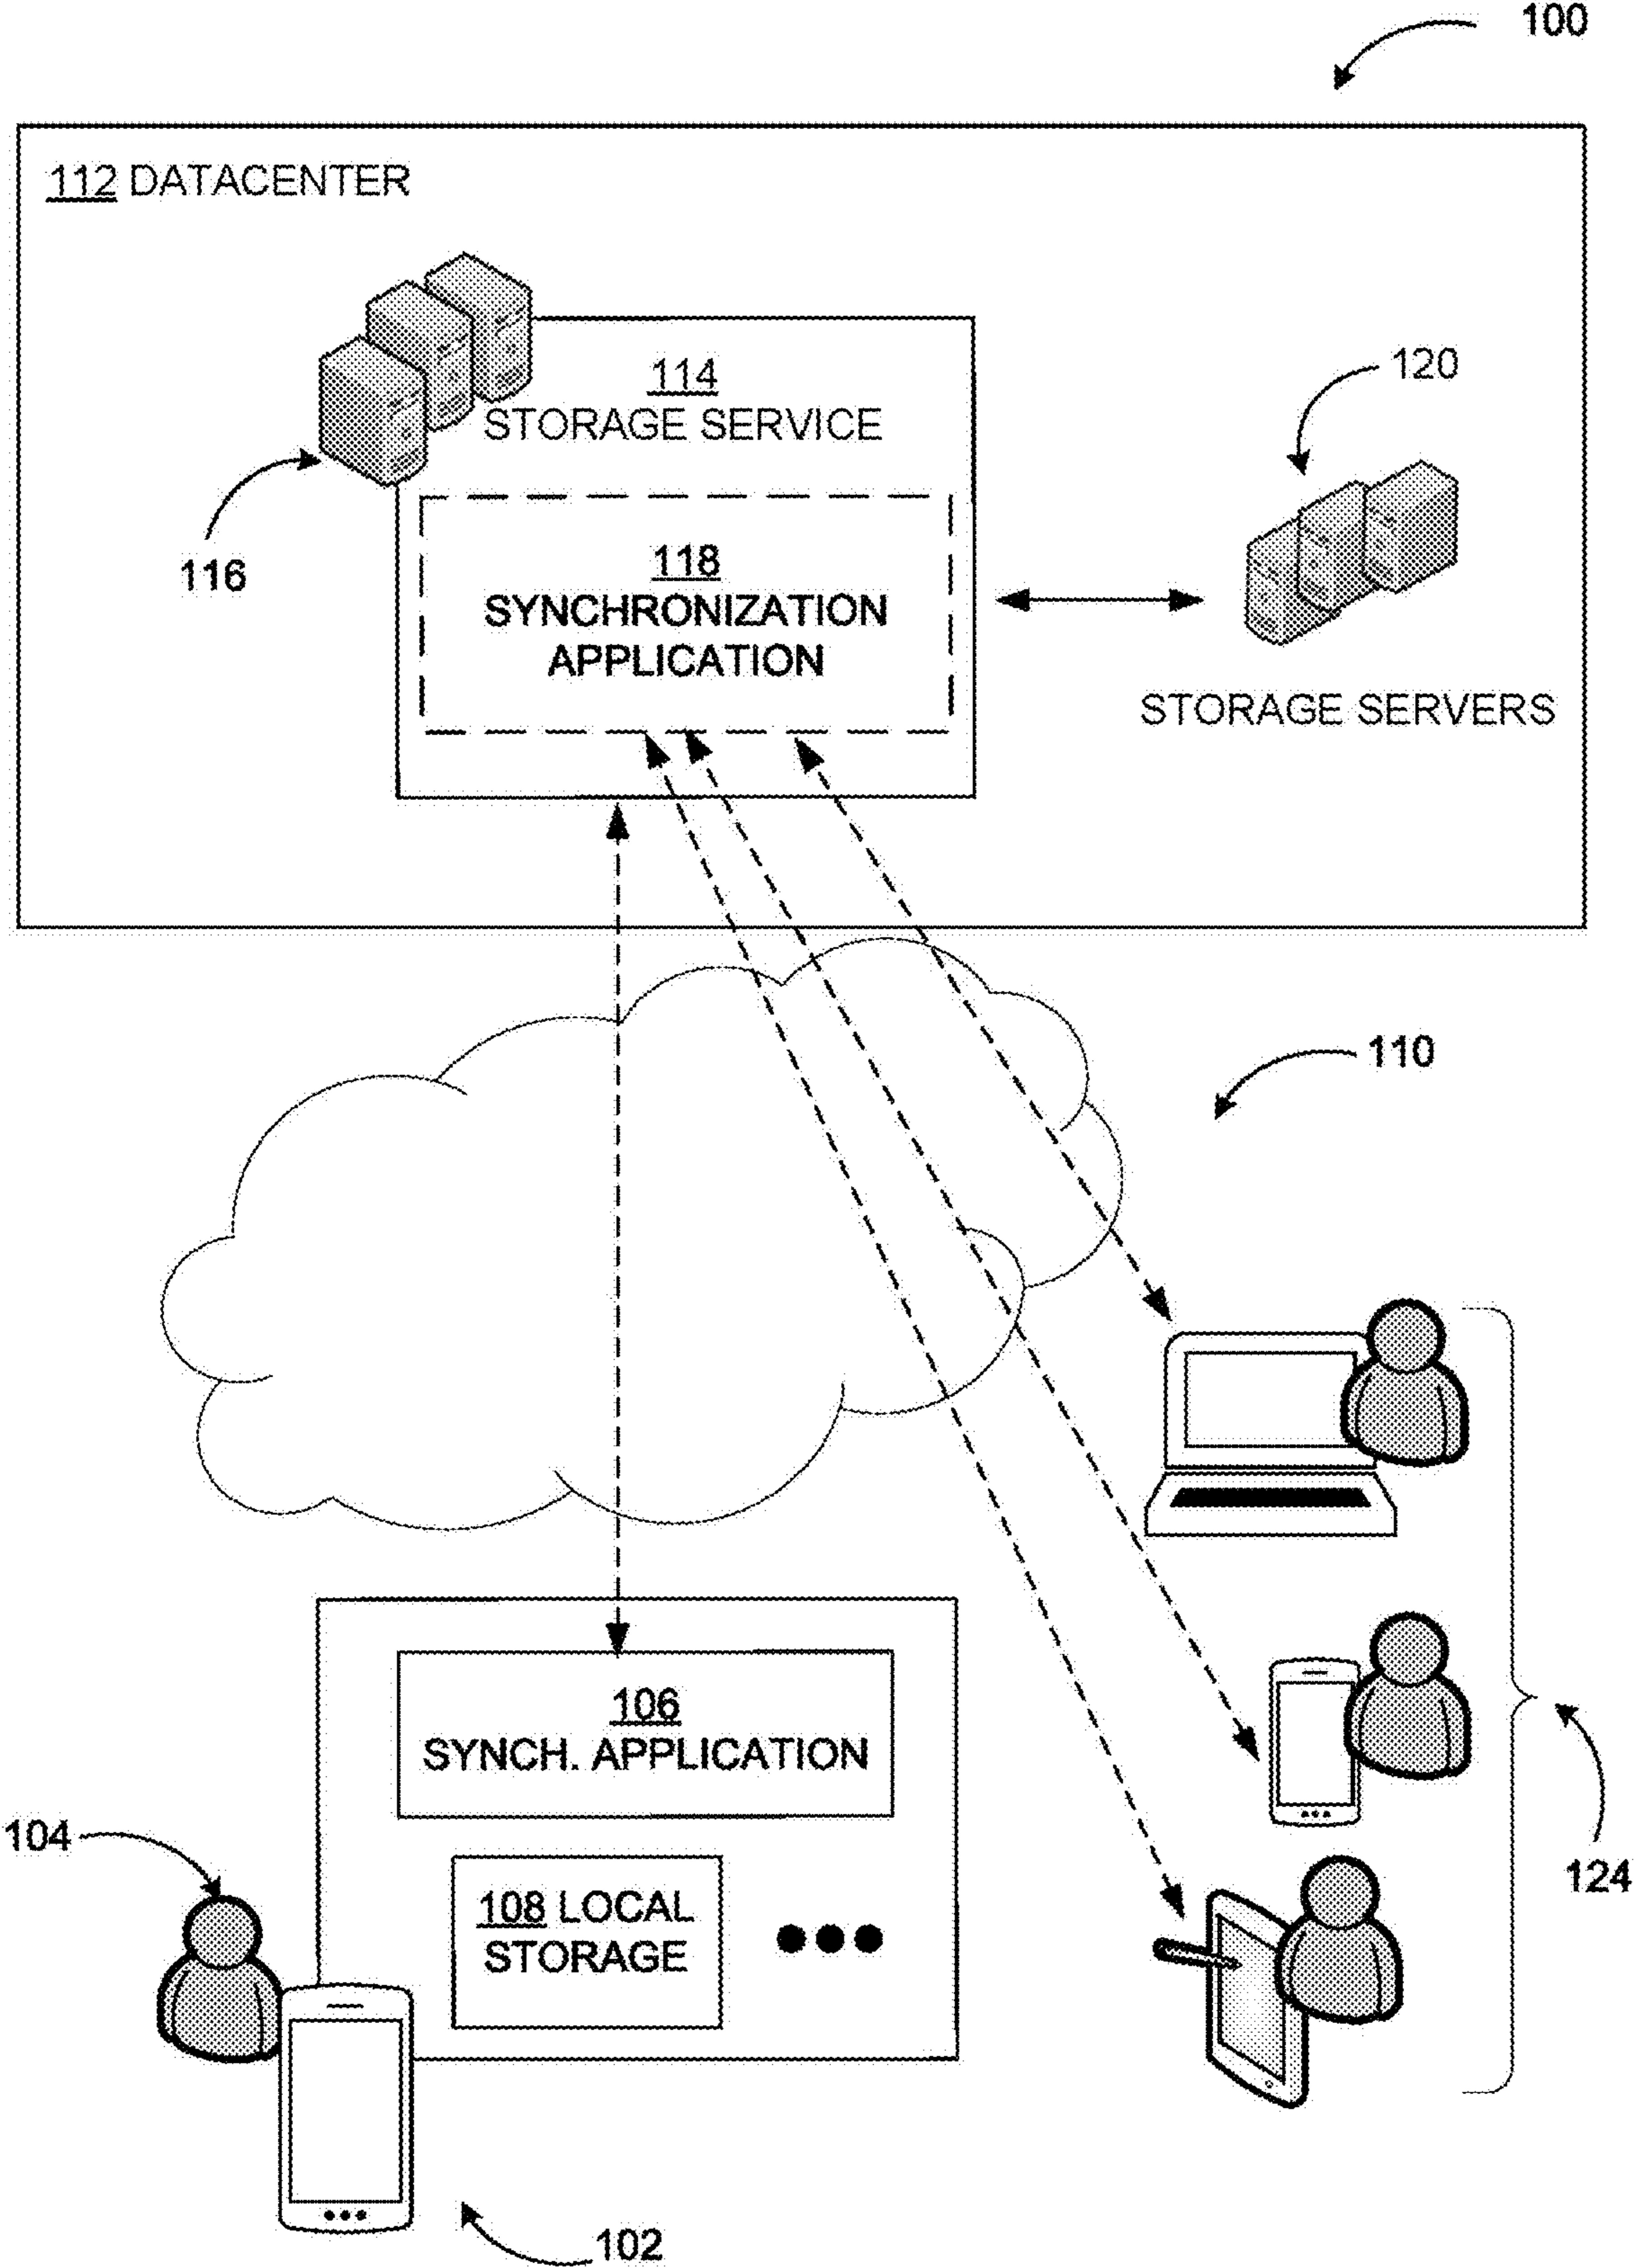 100
112 DATACENTER
114
STORAGE SERVICE
120
116
118
SYNCHRONIZATION
APPLICATION
STORAGE SERVERS
110
106
SYNCH. APPLICATION
104
108 LOCAL
STORAGE
124
102